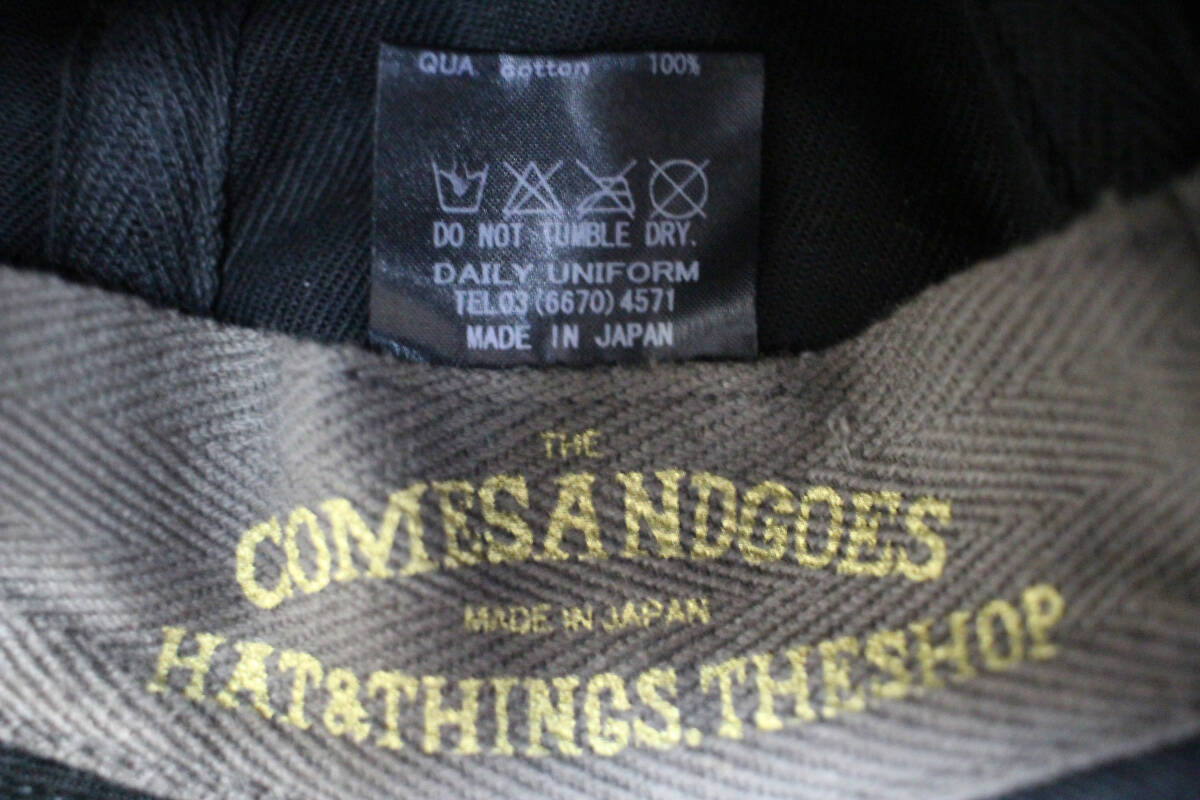 QUA Cotton 100%
DO NOT TUMBLE DRY.
DAILY UNIFORM
TEL.03(6670)4571
MADE IN JAPAN
THE
COMESANDGOES
MADE IN JAPAN
HAT&THINGS.THESHOP